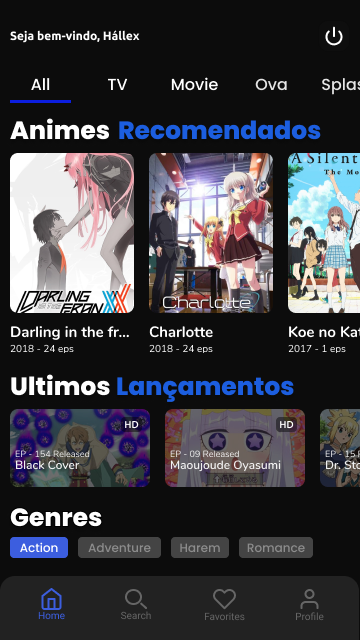 Seja bem-vindo, Hállex
All TV Movie Ova Splas
Animes Recomendados
A Silent
The Mo
DARLING
in the
FRANXX
Charlotte
Darling in the fr... Charlotte Koe no Kat
2018 - 24 eps 2018 - 24 eps 2017 - 1 eps
Ultimos Lançamentos
HD HD
EP - 154 Released EP - 09 Released EP - 15 R
Black Cover Maoujoude Oyasumi Dr. Sto
Genres
Action Adventure Harem Romance
Home Search Favorites Profile